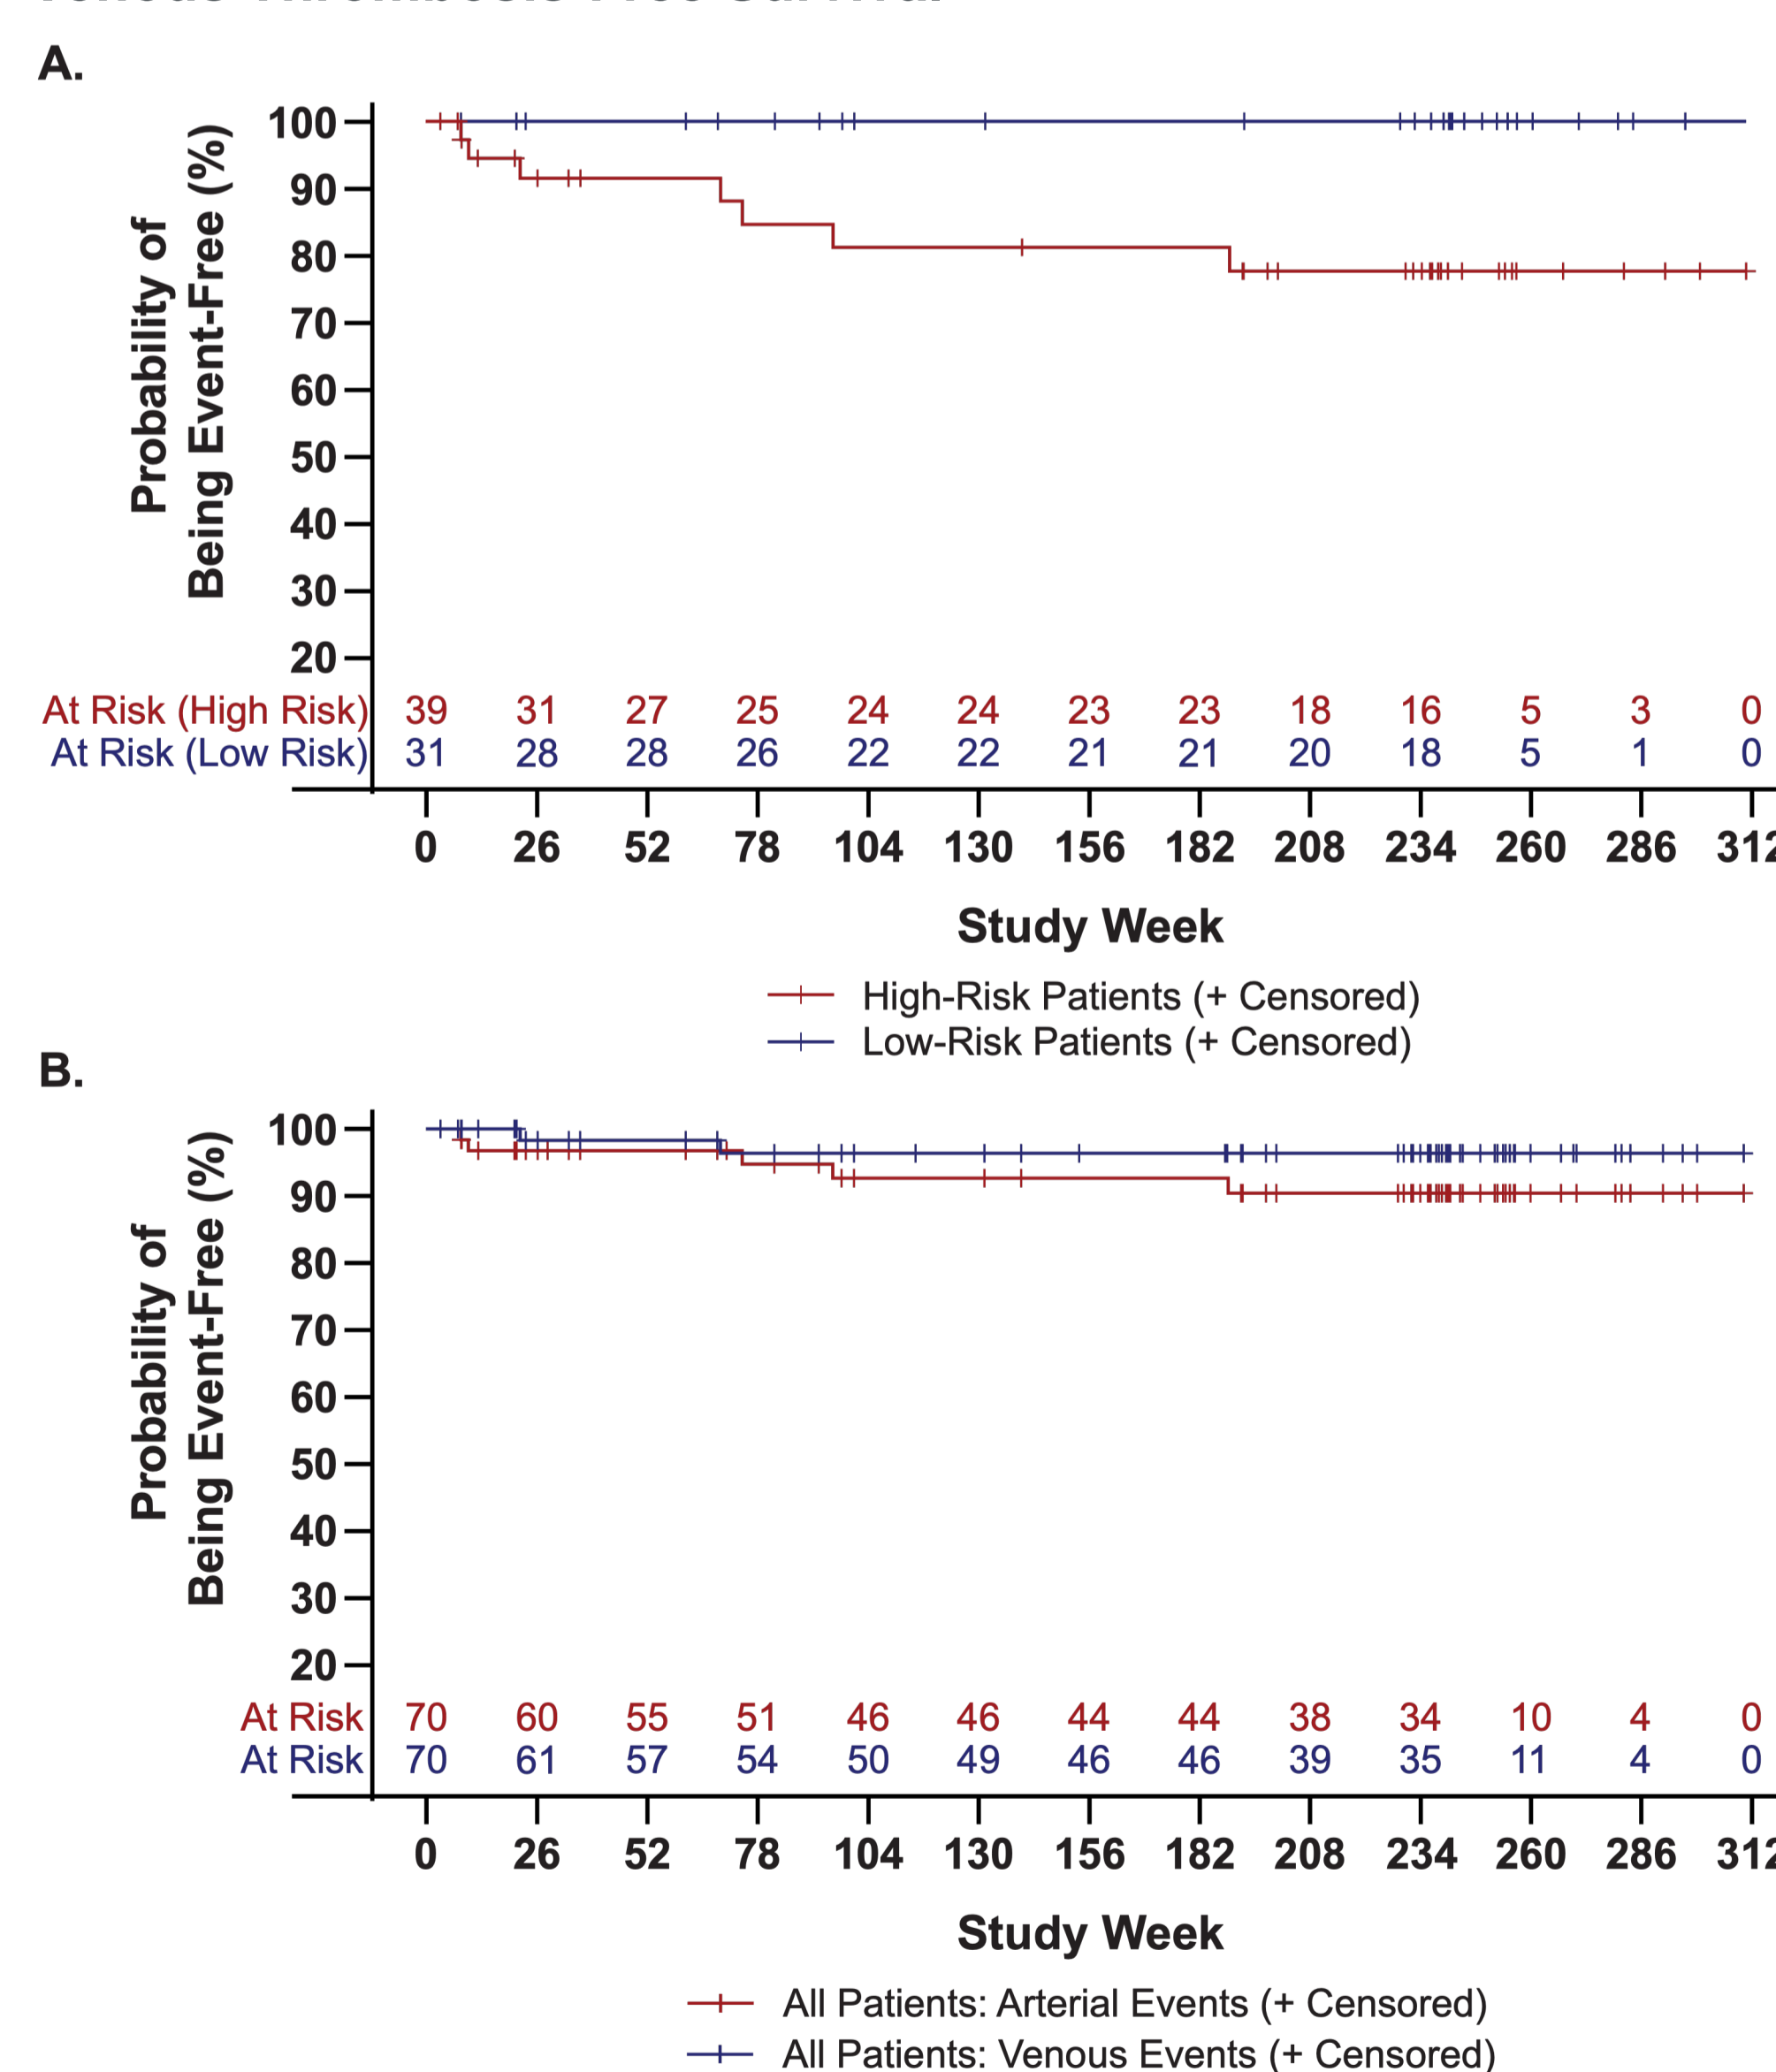 Venous Thrombosis-Free Survival
A.
Probability of
Being Event-Free (%)
100
90
80
70
60
50
40
30
20
At Risk (High Risk) 39 31 27 25 24 24 23 23 18 16 5 3 0
At Risk (Low Risk) 31 28 28 26 22 22 21 21 20 18 5 1 0
0 26 52 78 104 130 156 182 208 234 260 286 312
Study Week
High-Risk Patients (+ Censored)
Low-Risk Patients (+ Censored)
B.
Probability of
Being Event-Free (%)
100
90
80
70
60
50
40
30
20
At Risk 70 60 55 51 46 46 44 44 38 34 10 4 0
At Risk 70 61 57 54 50 49 46 46 39 35 11 4 0
0 26 52 78 104 130 156 182 208 234 260 286 312
Study Week
All Patients: Arterial Events (+ Censored)
All Patients: Venous Events (+ Censored)